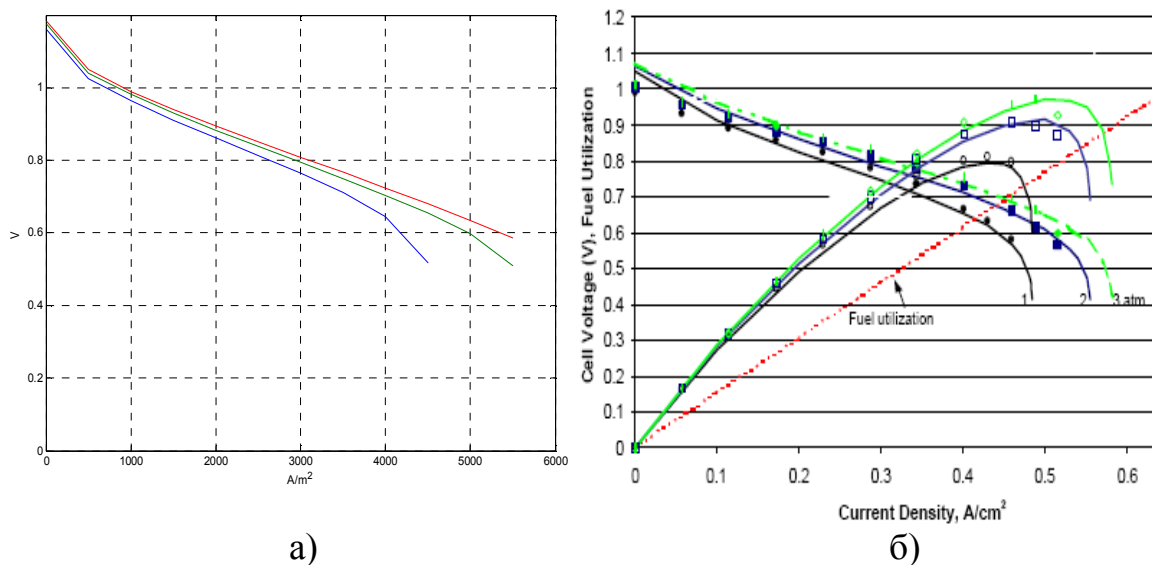 1
0.8
0.6
0.4
0.2
0
V
0 1000 2000 3000 4000 5000 6000
A/m²
а)
1.2
1.1
1.0
0.9
0.8
0.7
0.6
0.5
0.4
0.3
0.2
0.1
0
Cell Voltage (V), Fuel Utilization
1 2 3 atm
Fuel utilization
0 0.1 0.2 0.3 0.4 0.5 0.6
Current Density, A/cm²
б)